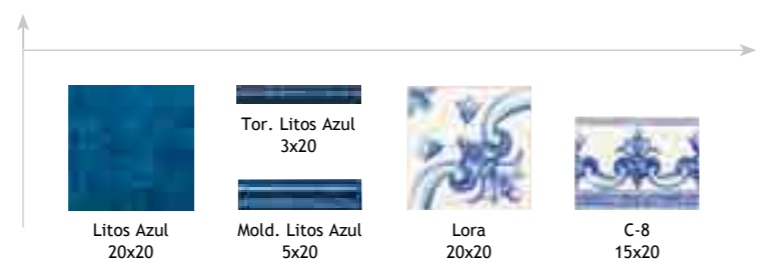 Tor. Litos Azul
3x20
Litos Azul
20x20
Mold. Litos Azul
5x20
Lora
20x20
C-8
15x20